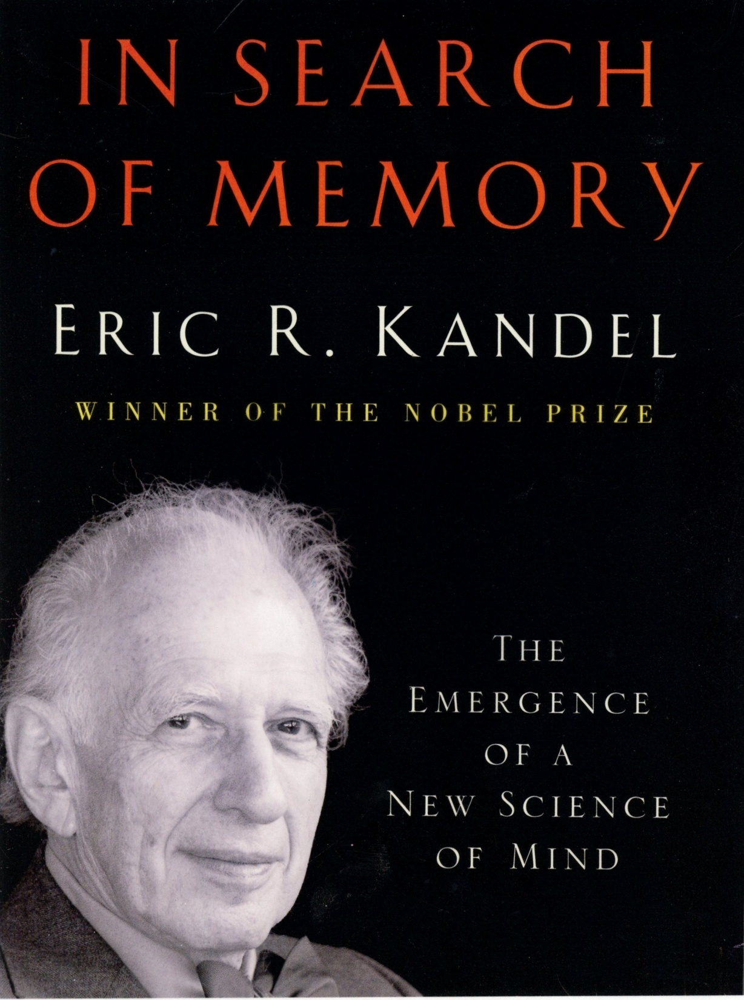 IN SEARCH
OF MEMORY
ERIC R. KANDEL
WINNER OF THE NOBEL PRIZE
THE
EMERGENCE
OF A
NEW SCIENCE
OF MIND